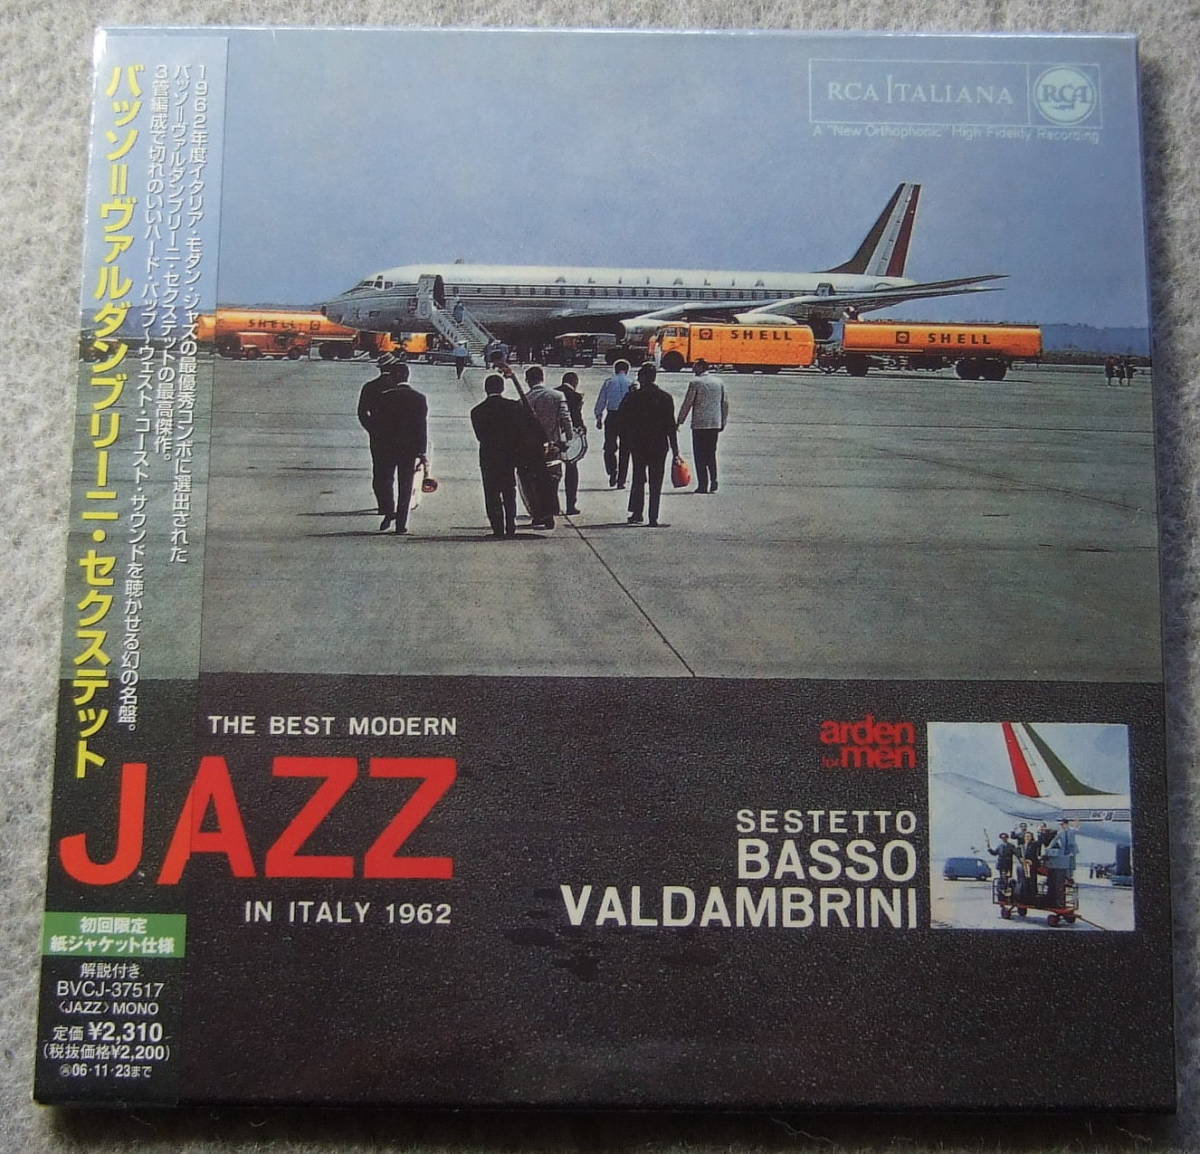 バッソ=ヴァルダンブリーニ・セクステット
1962年度イタリア・モダン・ジャズの最優秀コンボに選出された
バッソ=ヴァルダンブリーニ・セクステットの最高傑作。
3管編成で切れのいいハード・バップ~ウェスト・コースト・サウンドを聴かせる幻の名盤。
初回限定
紙ジャケット仕様
解説付き
BVCJ-37517
〈JAZZ〉MONO
定価 ¥2,310
(税抜価格¥2,200)
㊢06・11・23まで
RCA ITALIANA
RCA
A "New Orthophonic" High Fidelity Recording
ALITALIA
SHELL
SHELL
SHELL
THE BEST MODERN
JAZZ
IN ITALY 1962
arden
for men
SESTETTO
BASSO
VALDAMBRINI